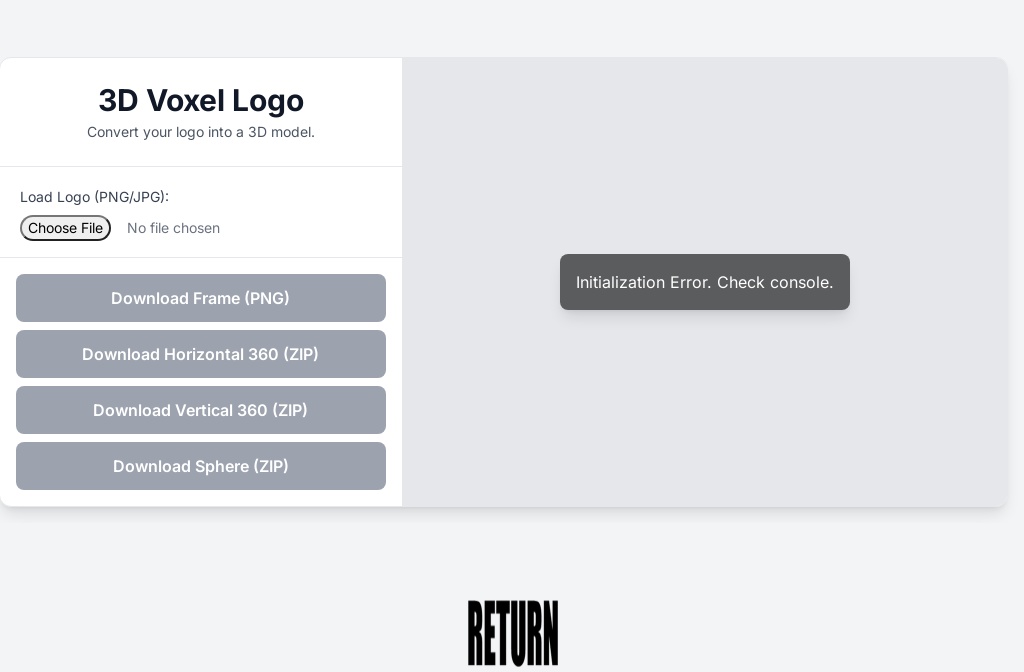 3D Voxel Logo
Convert your logo into a 3D model.
Load Logo (PNG/JPG):
Choose File No file chosen
Download Frame (PNG)
Download Horizontal 360 (ZIP)
Download Vertical 360 (ZIP)
Download Sphere (ZIP)
Initialization Error. Check console.
RETURN